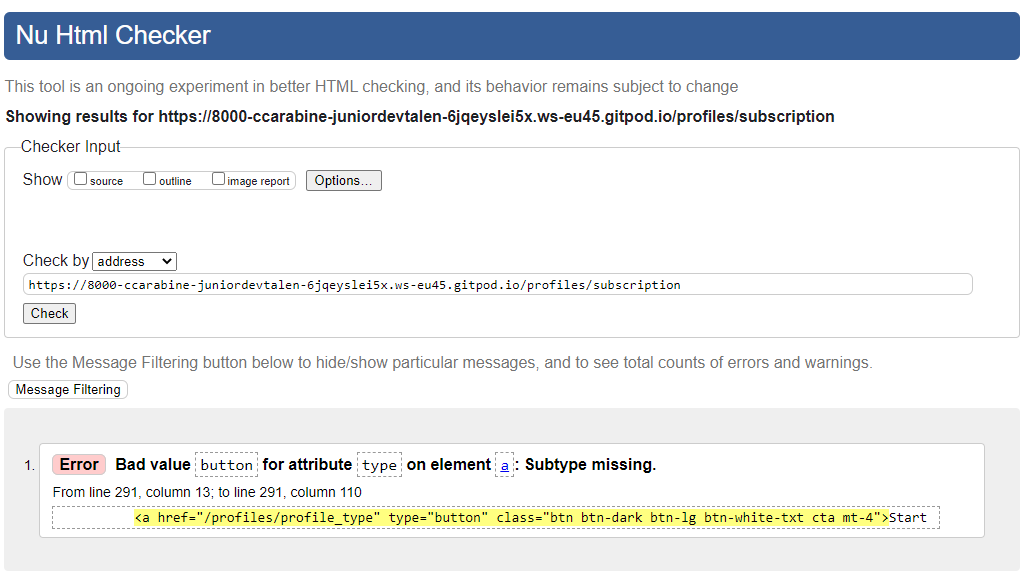 Nu Html Checker
This tool is an ongoing experiment in better HTML checking, and its behavior remains subject to change
Showing results for https://8000-ccarabine-juniordevtalen-6jqeyslei5x.ws-eu45.gitpod.io/profiles/subscription
Checker Input
Show source outline image report Options...
Check by address
https://8000-ccarabine-juniordevtalen-6jqeyslei5x.ws-eu45.gitpod.io/profiles/subscription
Check
Use the Message Filtering button below to hide/show particular messages, and to see total counts of errors and warnings.
Message Filtering
1. Error Bad value button for attribute type on element a: Subtype missing.
From line 291, column 13; to line 291, column 110
<a href="/profiles/profile_type" type="button" class="btn btn-dark btn-lg btn-white-txt cta mt-4">Start